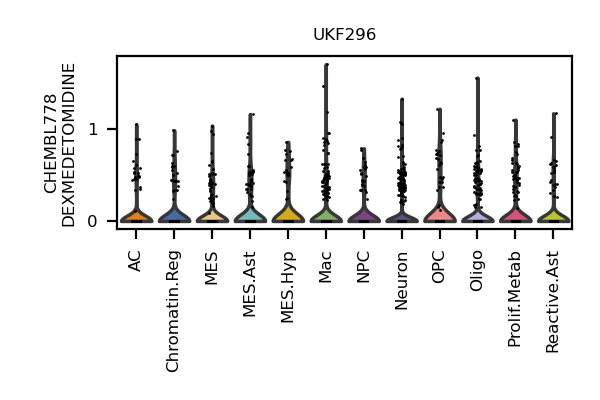 UKF296
CHEMBL778
DEXMEDETOMIDINE
1
0
AC
Chromatin.Reg
MES
MES.Ast
MES.Hyp
Mac
NPC
Neuron
OPC
Oligo
Prolif.Metab
Reactive.Ast